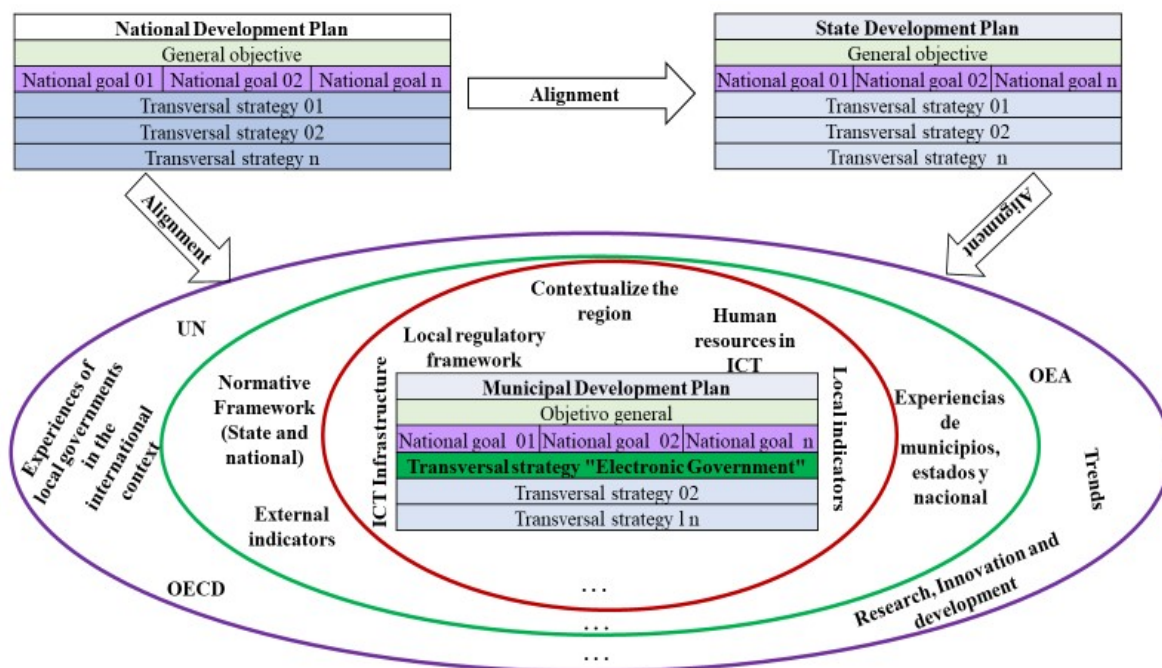 National Development Plan
General objective
National goal 01 National goal 02 National goal n
Transversal strategy 01
Transversal strategy 02
Transversal strategy n
Alignment
State Development Plan
General objective
National goal 01 National goal 02 National goal n
Transversal strategy 01
Transversal strategy 02
Transversal strategy n
Alignment
Alignment
UN
Experiences of
local governments
in the
international
context
OECD
OEA
Trends
Research, Innovation and
development
...
Normative
Framework
(State and
national)
External
indicators
Experiencias
de
municipios,
estados y
nacional
...
Contextualize the
region
Local regulatory
framework
Human
resources in
ICT
ICT Infrastructure
Local indicators
Municipal Development Plan
Objetivo general
National goal 01 National goal 02 National goal n
Transversal strategy "Electronic Government"
Transversal strategy 02
Transversal strategy l n
...